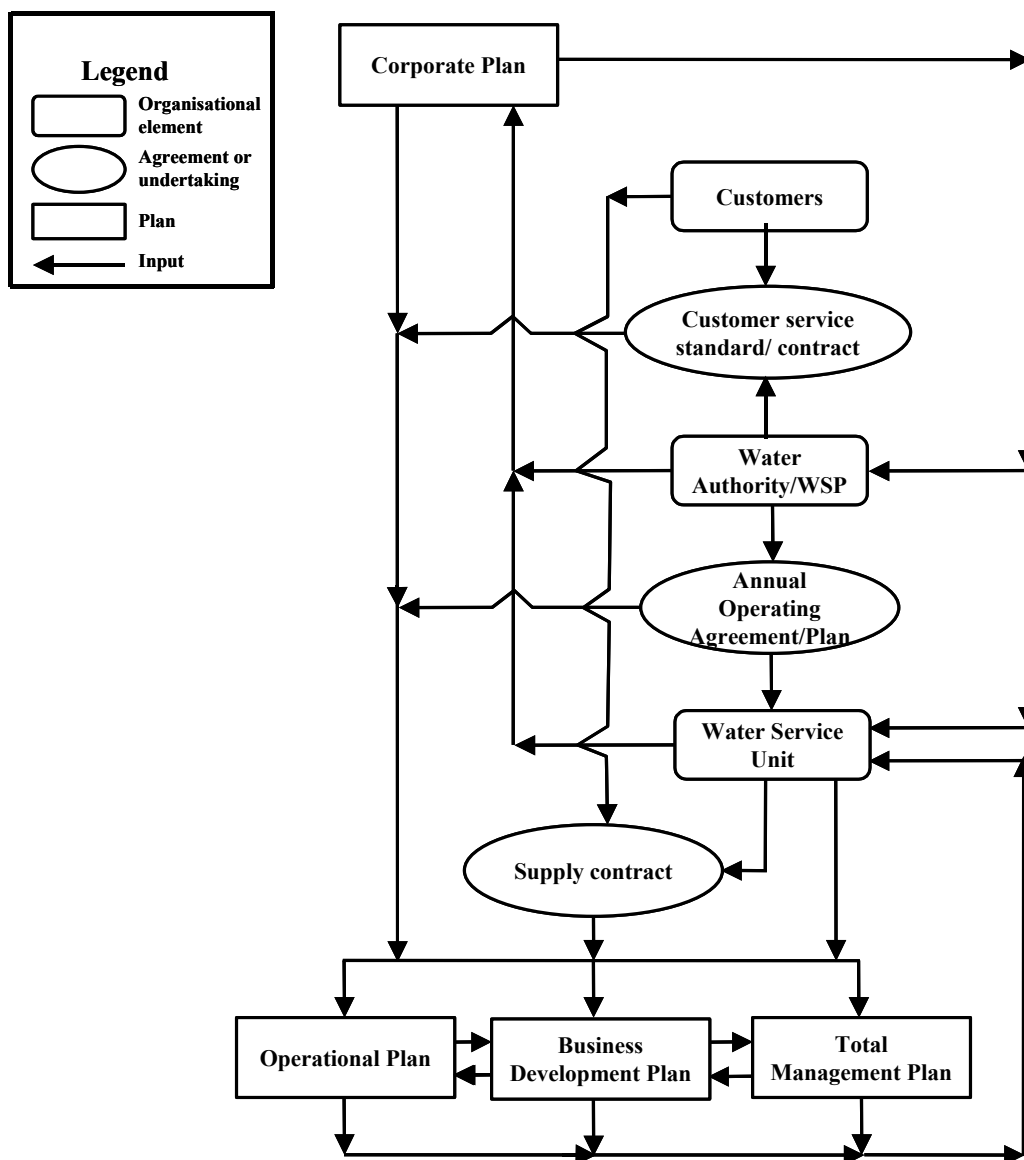 Legend
Organisational
element
Agreement or
undertaking
Plan
Input
Corporate Plan
Customers
Customer service
standard/ contract
Water
Authority/WSP
Annual
Operating
Agreement/Plan
Water Service
Unit
Supply contract
Operational Plan
Business
Development Plan
Total
Management Plan